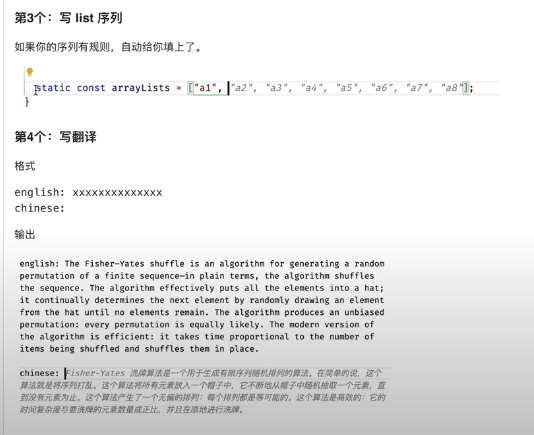 第3个：写 list 序列
如果你的序列有规则，自动给你填上了。
static const arrayLists = ["a1", "a2", "a3", "a4", "a5", "a6", "a7", "a8"];
}
第4个：写翻译
格式
english: xxxxxxxxxxxxxx
chinese:
输出
english: The Fisher–Yates shuffle is an algorithm for generating a random
permutation of a finite sequence—in plain terms, the algorithm shuffles
the sequence. The algorithm effectively puts all the elements into a hat;
it continually determines the next element by randomly drawing an element
from the hat until no elements remain. The algorithm produces an unbiased
permutation: every permutation is equally likely. The modern version of
the algorithm is efficient: it takes time proportional to the number of
items being shuffled and shuffles them in place.
chinese: Fisher-Yates 洗牌算法是一个用于生成有限序列随机排列的算法。在简单的说，这个
算法就是将序列打乱。这个算法将所有元素放入一个帽子中，它不断地从帽子中随机抽取一个元素，直
到没有元素为止。这个算法产生了一个无偏的排列：每个排列都是等可能的。这个算法是高效的：它的
时间复杂度与要洗牌的元素数量成正比，并且在原地进行洗牌。